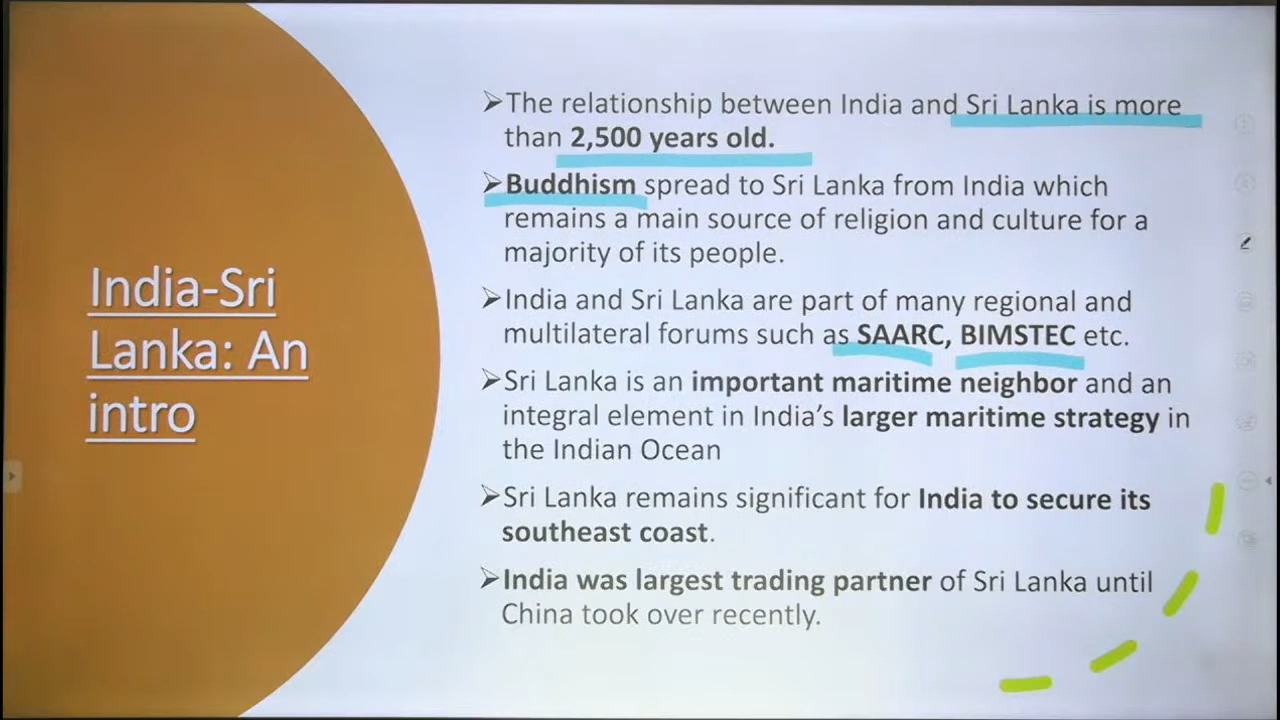 India-Sri
Lanka: An
intro
➢The relationship between India and Sri Lanka is more
than 2,500 years old.
➢Buddhism spread to Sri Lanka from India which
remains a main source of religion and culture for a
majority of its people.
➢India and Sri Lanka are part of many regional and
multilateral forums such as SAARC, BIMSTEC etc.
➢Sri Lanka is an important maritime neighbor and an
integral element in India’s larger maritime strategy in
the Indian Ocean
➢Sri Lanka remains significant for India to secure its
southeast coast.
➢India was largest trading partner of Sri Lanka until
China took over recently.